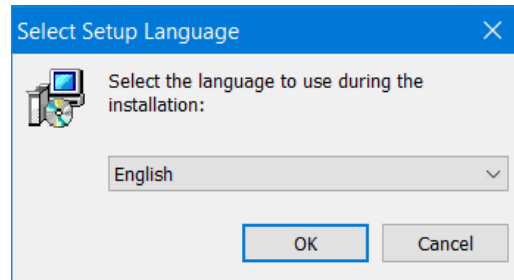 Select Setup Language
Select the language to use during the
installation:
English
OK Cancel